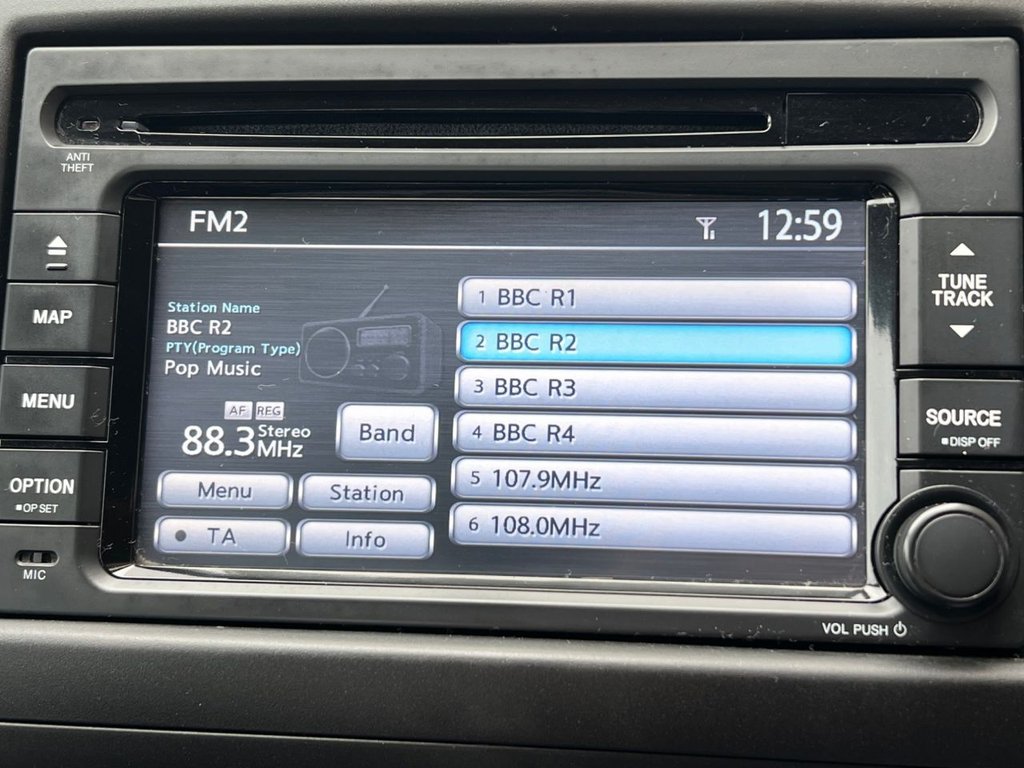 ANTI
THEFT
FM2
12:59
MAP
MENU
OPTION
OP SET
MIC
Station Name
BBC R2
PTY(Program Type)
Pop Music
AF REG
88.3 Stereo
MHz
Band
Menu
Station
TA
Info
1 BBC R1
2 BBC R2
3 BBC R3
4 BBC R4
5 107.9MHz
6 108.0MHz
TUNE
TRACK
SOURCE
DISP OFF
VOL PUSH